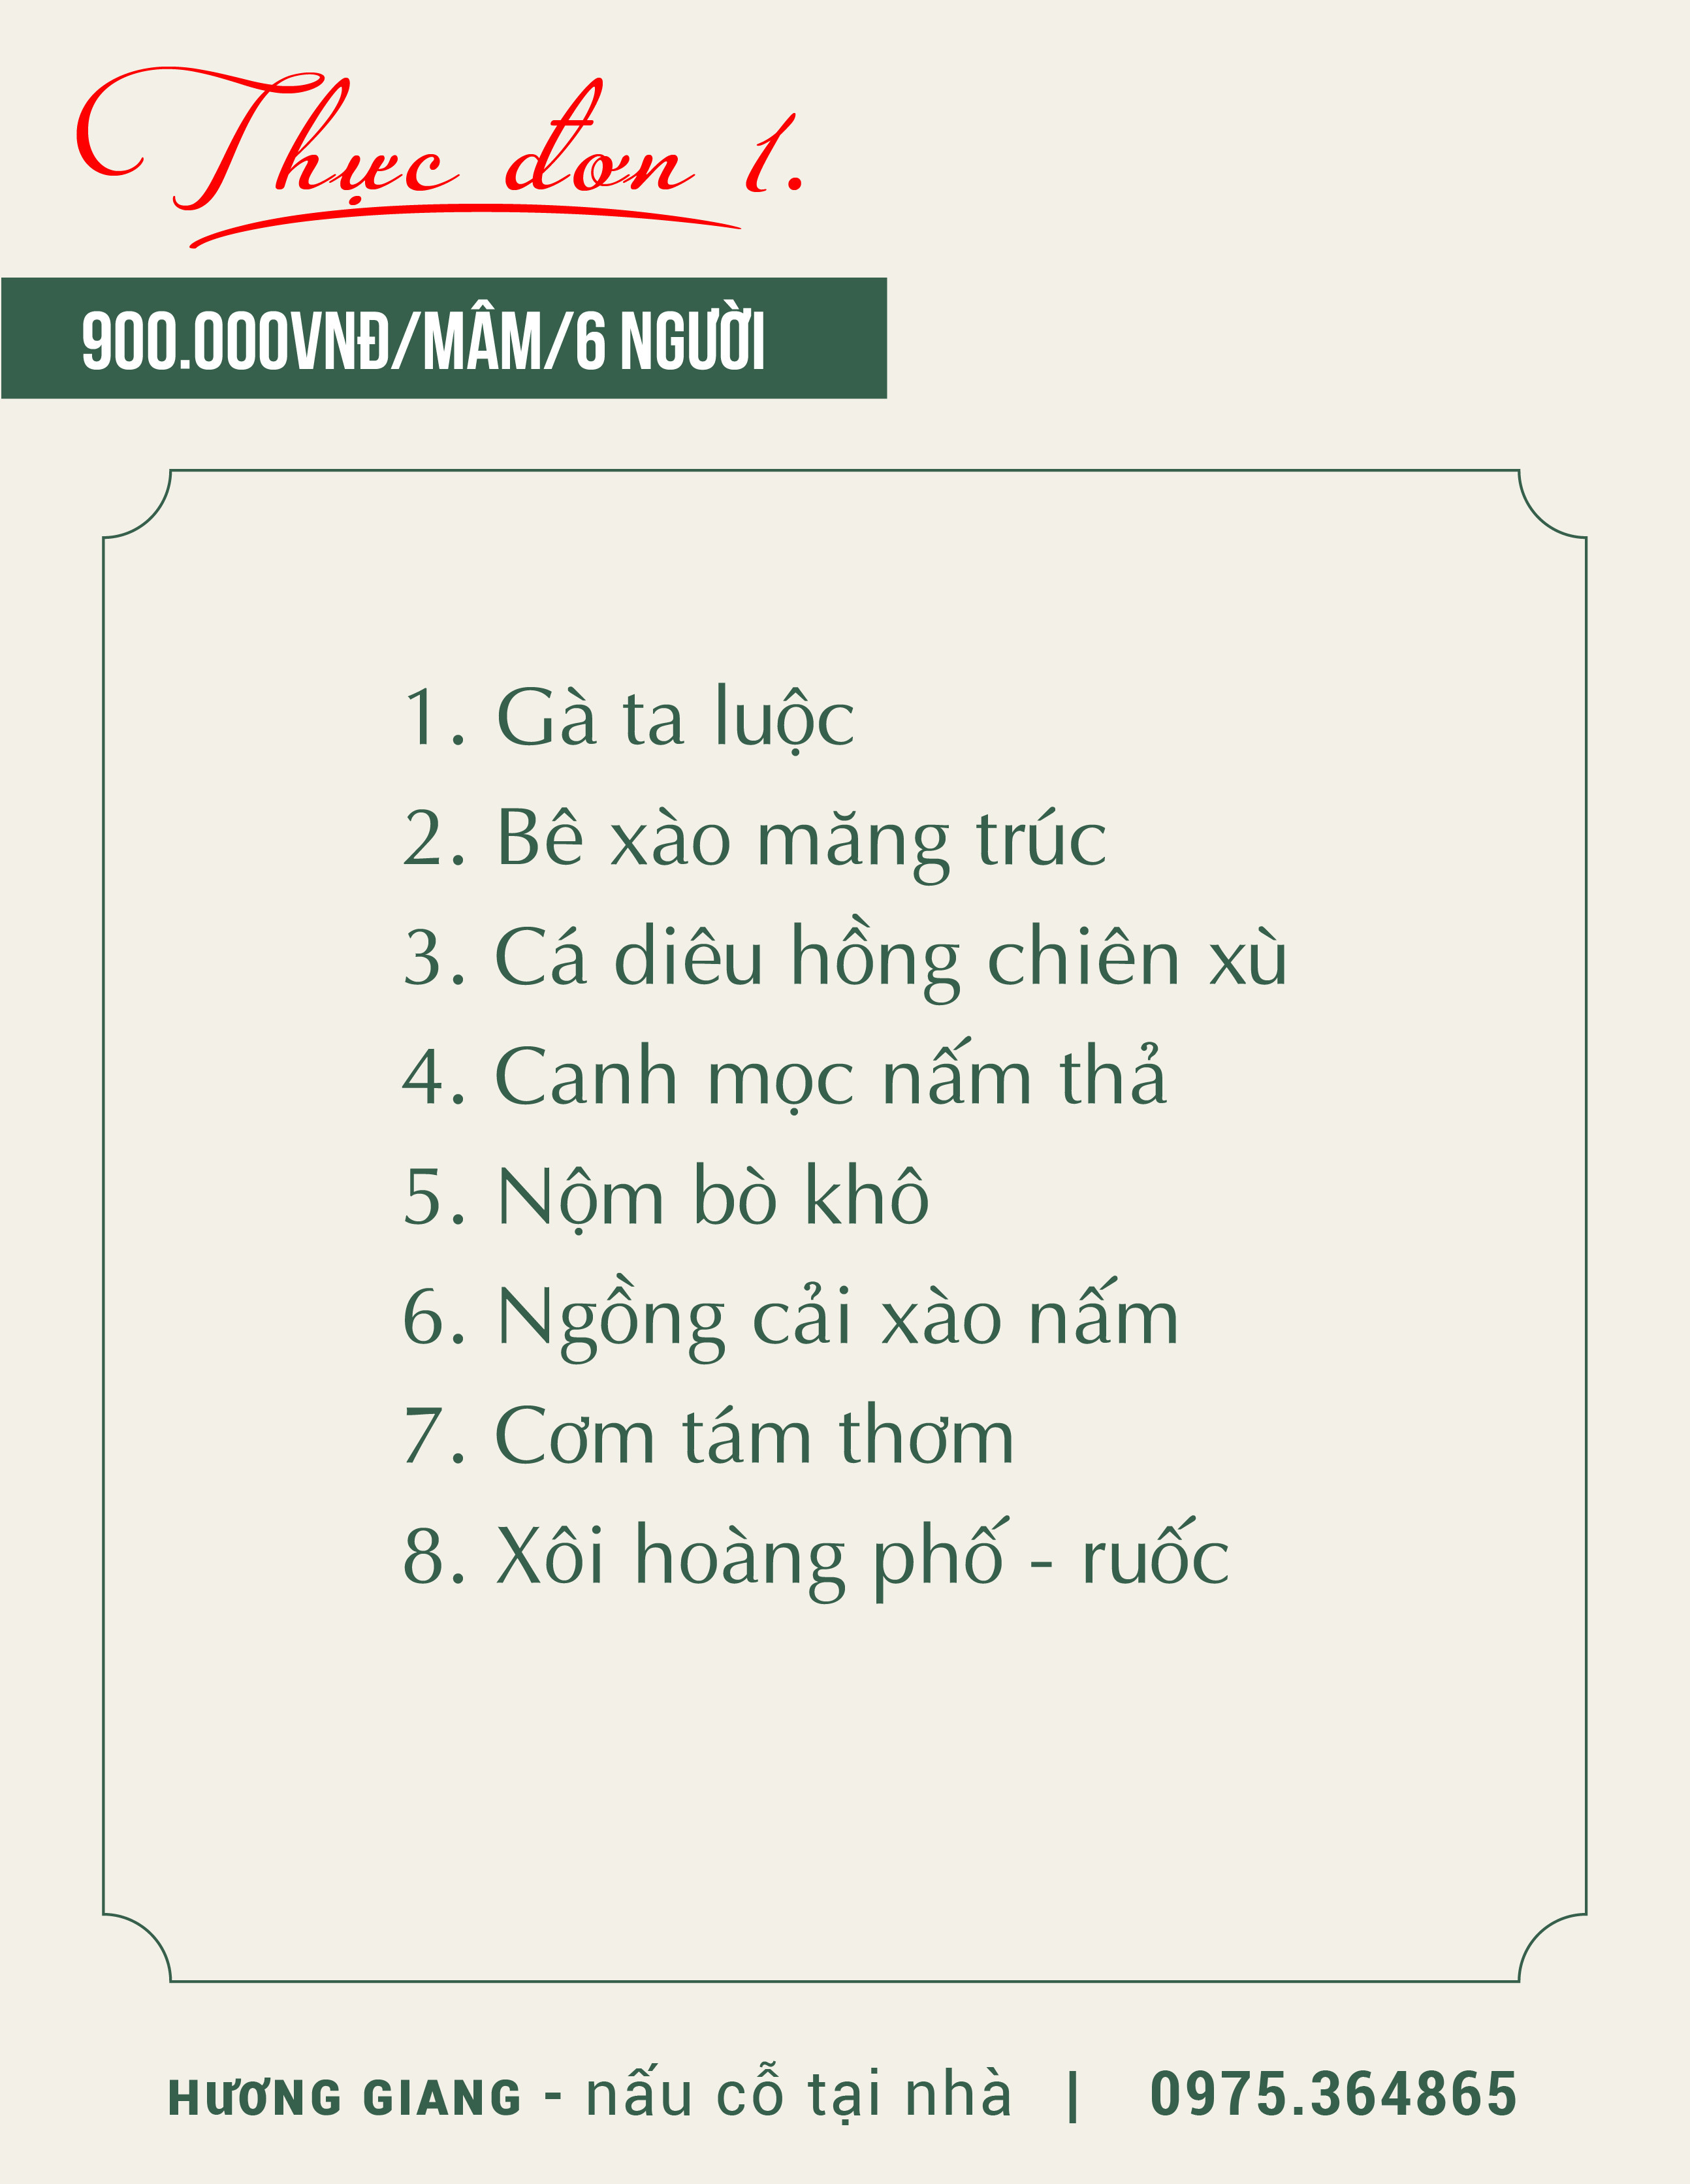 Thực đơn 1.
900.000VNĐ/MÂM/6 NGƯỜI
1. Gà ta luộc
2. Bê xào măng trúc
3. Cá diêu hồng chiên xù
4. Canh mọc nấm thả
5. Nộm bò khô
6. Ngồng cải xào nấm
7. Cơm tám thơm
8. Xôi hoàng phố - ruốc
HươNG GIANG - nấu cỗ tại nhà | 0975.364865